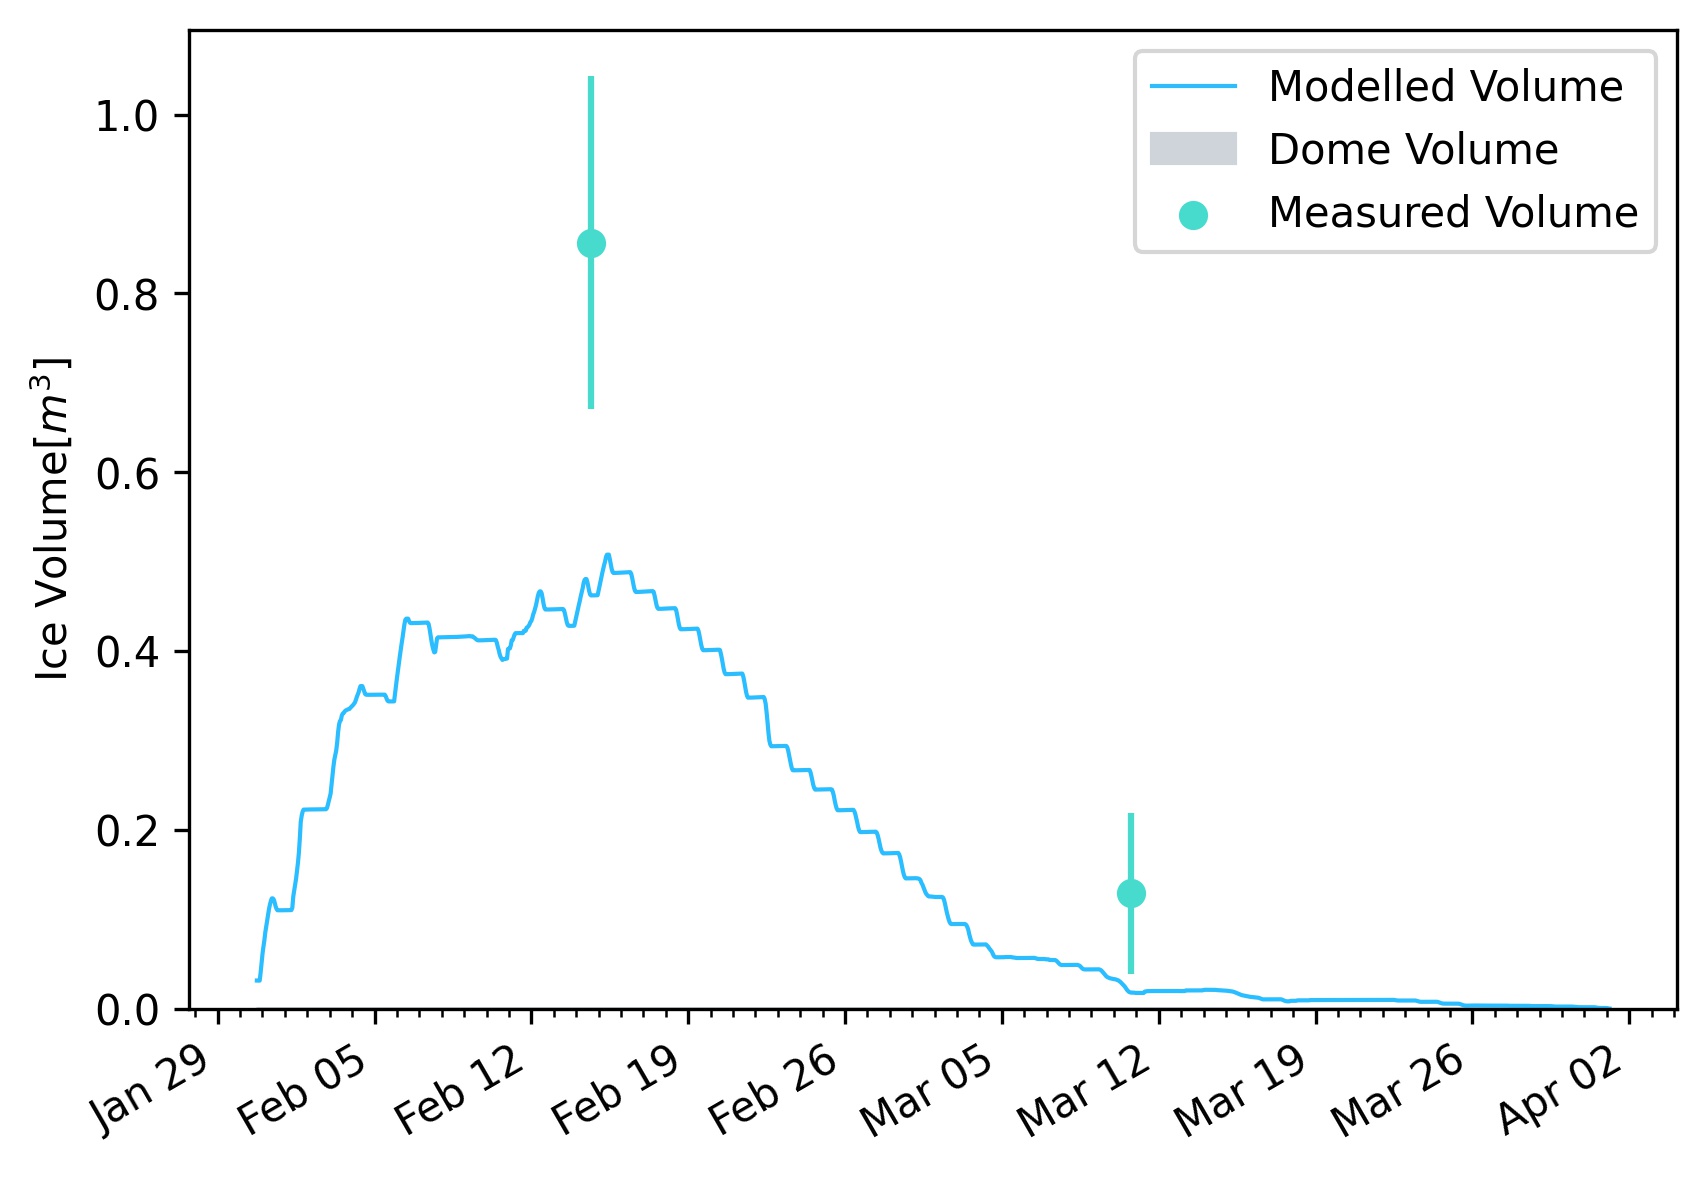 Modelled Volume
Dome Volume
Measured Volume
Ice Volume[m³]
1.0
0.8
0.6
0.4
0.2
0.0
Jan 29
Feb 05
Feb 12
Feb 19
Feb 26
Mar 05
Mar 12
Mar 19
Mar 26
Apr 02